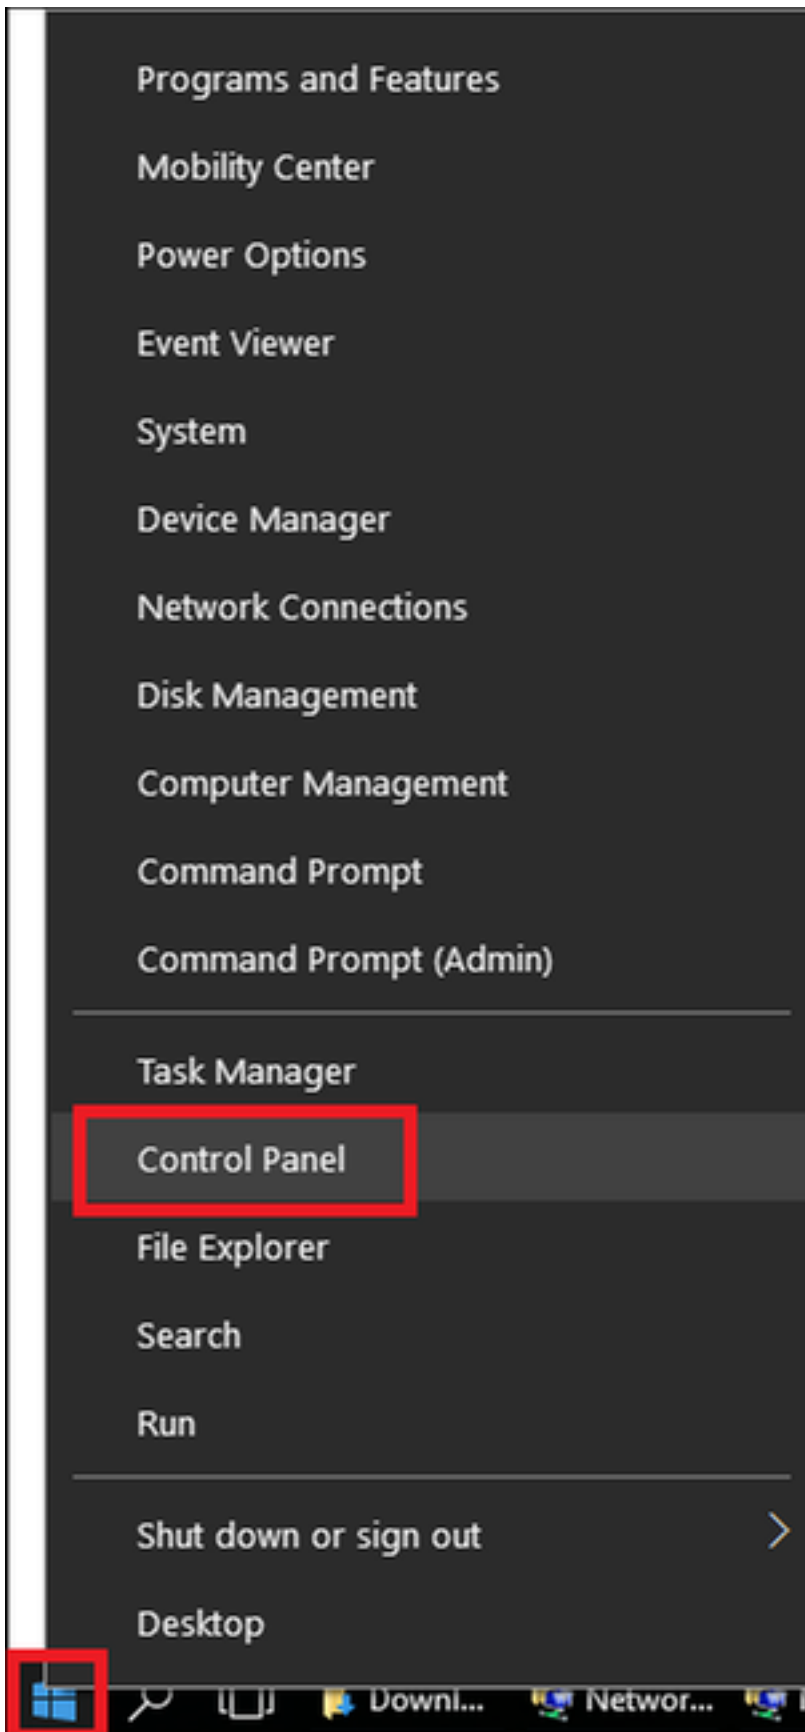 Programs and Features
Mobility Center
Power Options
Event Viewer
System
Device Manager
Network Connections
Disk Management
Computer Management
Command Prompt
Command Prompt (Admin)
Task Manager
Control Panel
File Explorer
Search
Run
Shut down or sign out
Desktop
Downl... Networ...